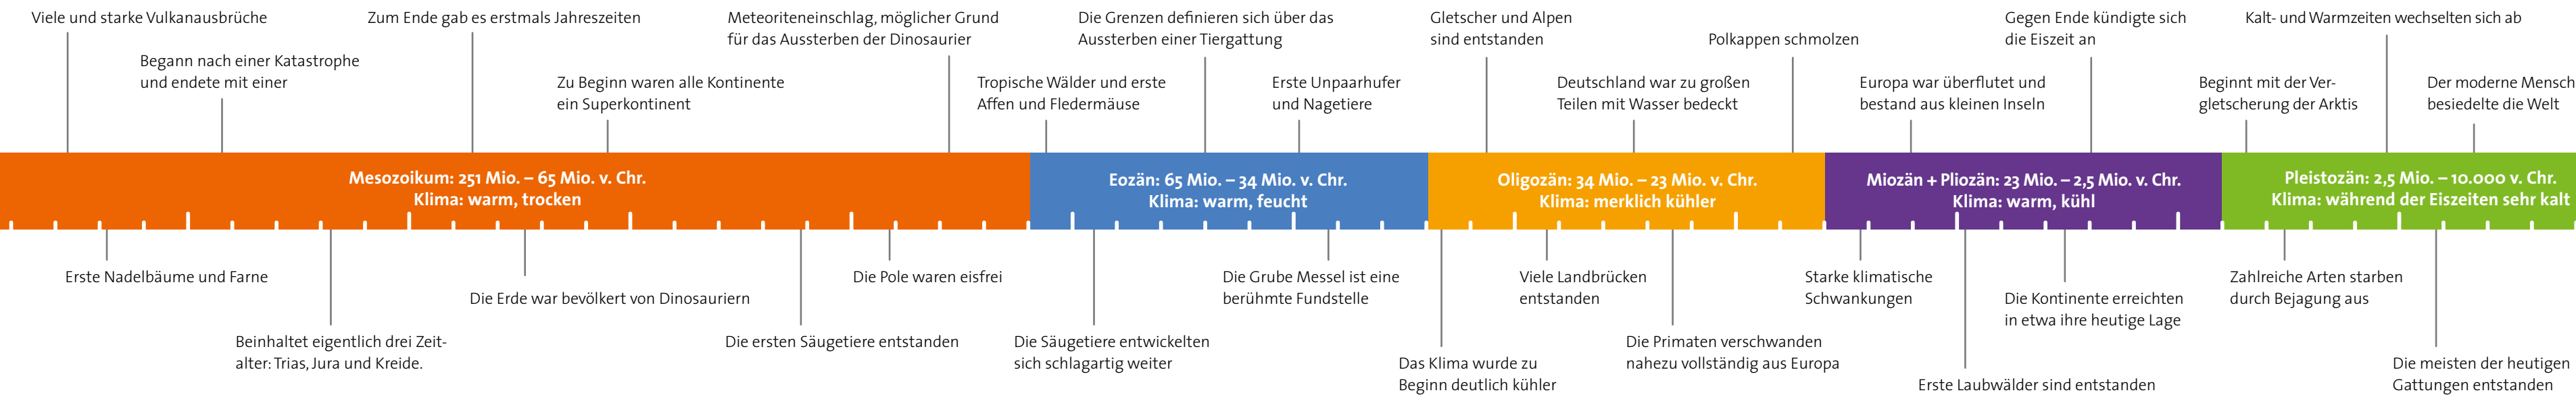 Viele und starke Vulkanausbrüche
Begann nach einer Katastrophe
und endete mit einer
Zum Ende gab es erstmals Jahreszeiten
Zu Beginn waren alle Kontinente
ein Superkontinent
Meteoriteneinschlag, möglicher Grund
für das Aussterben der Dinosaurier
Tropische Wälder und erste
Affen und Fledermäuse
Die Grenzen definieren sich über das
Aussterben einer Tiergattung
Erste Unpaarhufer
und Nagetiere
Gletscher und Alpen
sind entstanden
Deutschland war zu großen
Teilen mit Wasser bedeckt
Polkappen schmolzen
Europa war überflutet und
bestand aus kleinen Inseln
Gegen Ende kündigte sich
die Eiszeit an
Beginnt mit der Ver-
gletscherung der Arktis
Kalt- und Warmzeiten wechselten sich ab
Der moderne Mensch
besiedelte die Welt
Mesozoikum: 251 Mio. – 65 Mio. v. Chr.
Klima: warm, trocken
Eozän: 65 Mio. – 34 Mio. v. Chr.
Klima: warm, feucht
Oligozän: 34 Mio. – 23 Mio. v. Chr.
Klima: merklich kühler
Miozän + Pliozän: 23 Mio. – 2,5 Mio. v. Chr.
Klima: warm, kühl
Pleistozän: 2,5 Mio. – 10.000 v. Chr.
Klima: während der Eiszeiten sehr kalt
Erste Nadelbäume und Farne
Beinhaltet eigentlich drei Zeit-
alter: Trias, Jura und Kreide.
Die Erde war bevölkert von Dinosauriern
Die ersten Säugetiere entstanden
Die Pole waren eisfrei
Die Säugetiere entwickelten
sich schlagartig weiter
Die Grube Messel ist eine
berühmte Fundstelle
Das Klima wurde zu
Beginn deutlich kühler
Viele Landbrücken
entstanden
Die Primaten verschwanden
nahezu vollständig aus Europa
Starke klimatische
Schwankungen
Erste Laubwälder sind entstanden
Die Kontinente erreichten
in etwa ihre heutige Lage
Zahlreiche Arten starben
durch Bejagung aus
Die meisten der heutigen
Gattungen entstanden